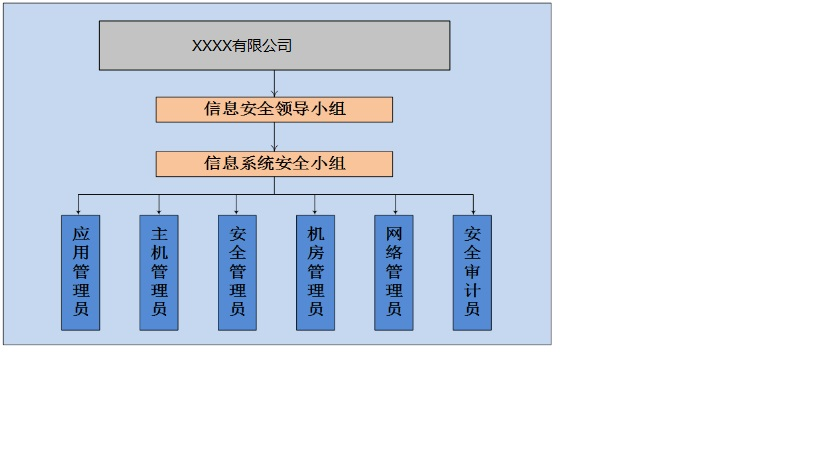 XXXX有限公司
信息安全领导小组
信息系统安全小组
应用管理员
主机管理员
安全管理员
机房管理员
网络管理员
安全审计员